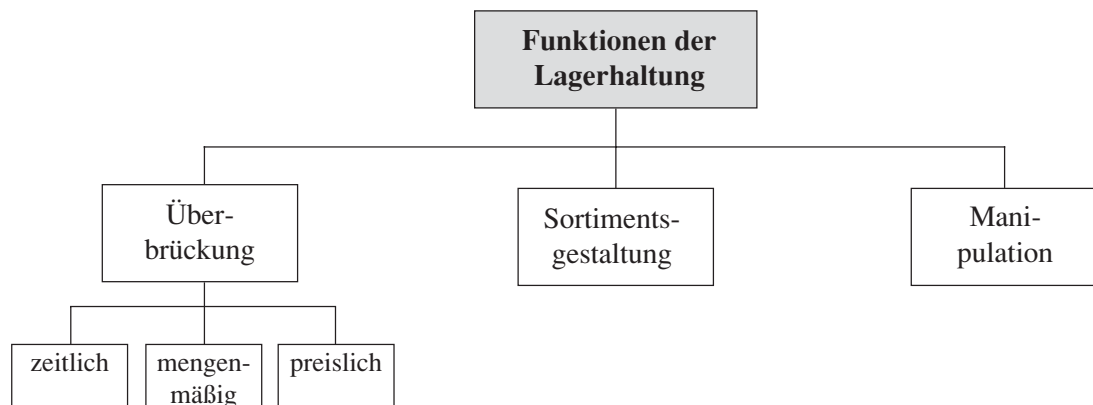 Funktionen der
Lagerhaltung
Über-
brückung
Sortiments-
gestaltung
Mani-
pulation
zeitlich
mengen-
mäßig
preislich